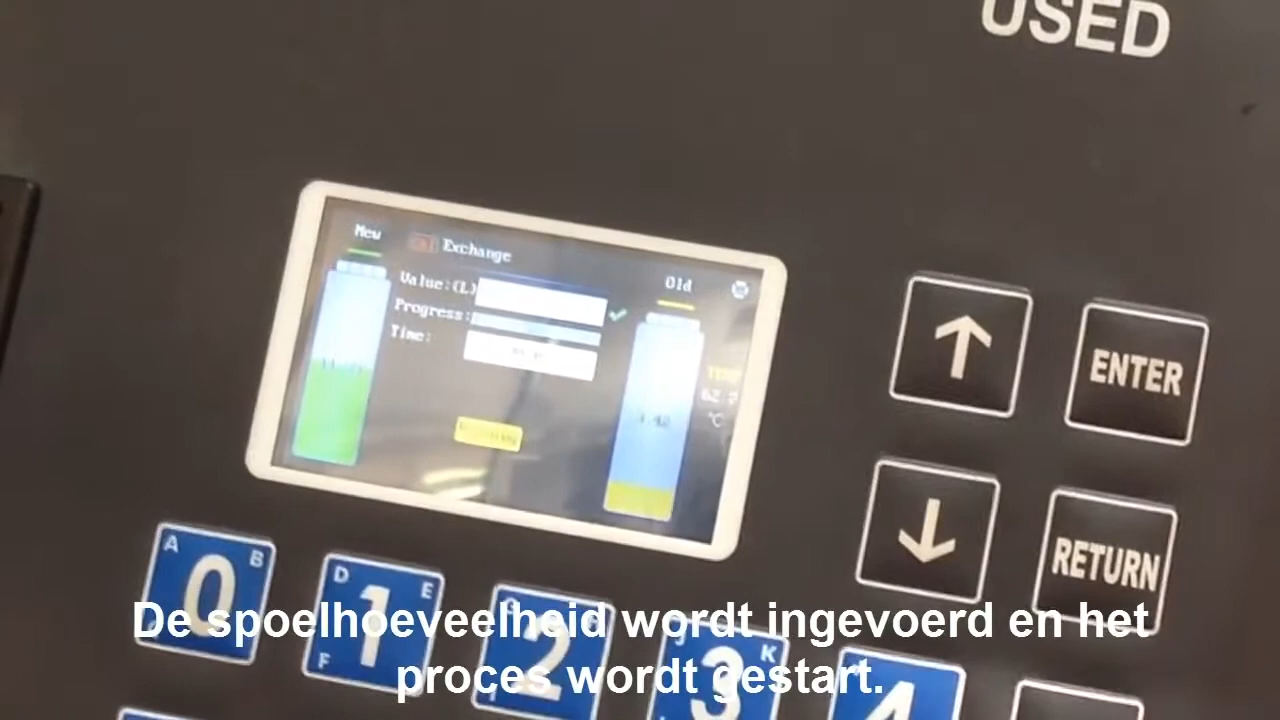 USED
New
Exchange
Old
Value:(L)
Progress:
Time:
℃
ENTER
RETURN
A B
0
D E
1
F
2
K
3
4
De spoelhoeveelheid wordt ingevoerd en het
proces wordt gestart.